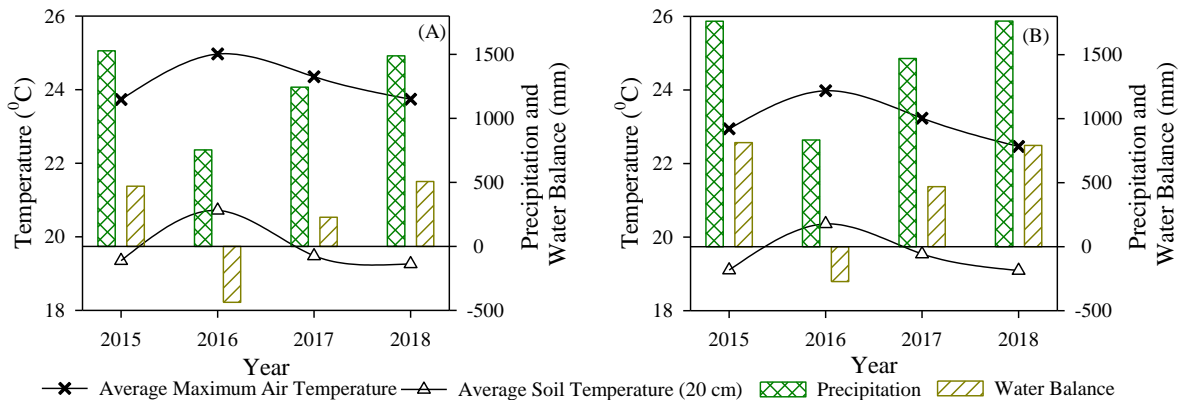 (A)
26
24
22
20
18
Temperature (⁰C)
1500
1000
500
0
-500
Precipitation and
Water Balance (mm)
2015 2016 2017 2018
Year
(B)
26
24
22
20
18
Temperature (⁰C)
1500
1000
500
0
-500
Precipitation and
Water Balance (mm)
2015 2016 2017 2018
Year
Average Maximum Air Temperature Average Soil Temperature (20 cm) Precipitation Water Balance